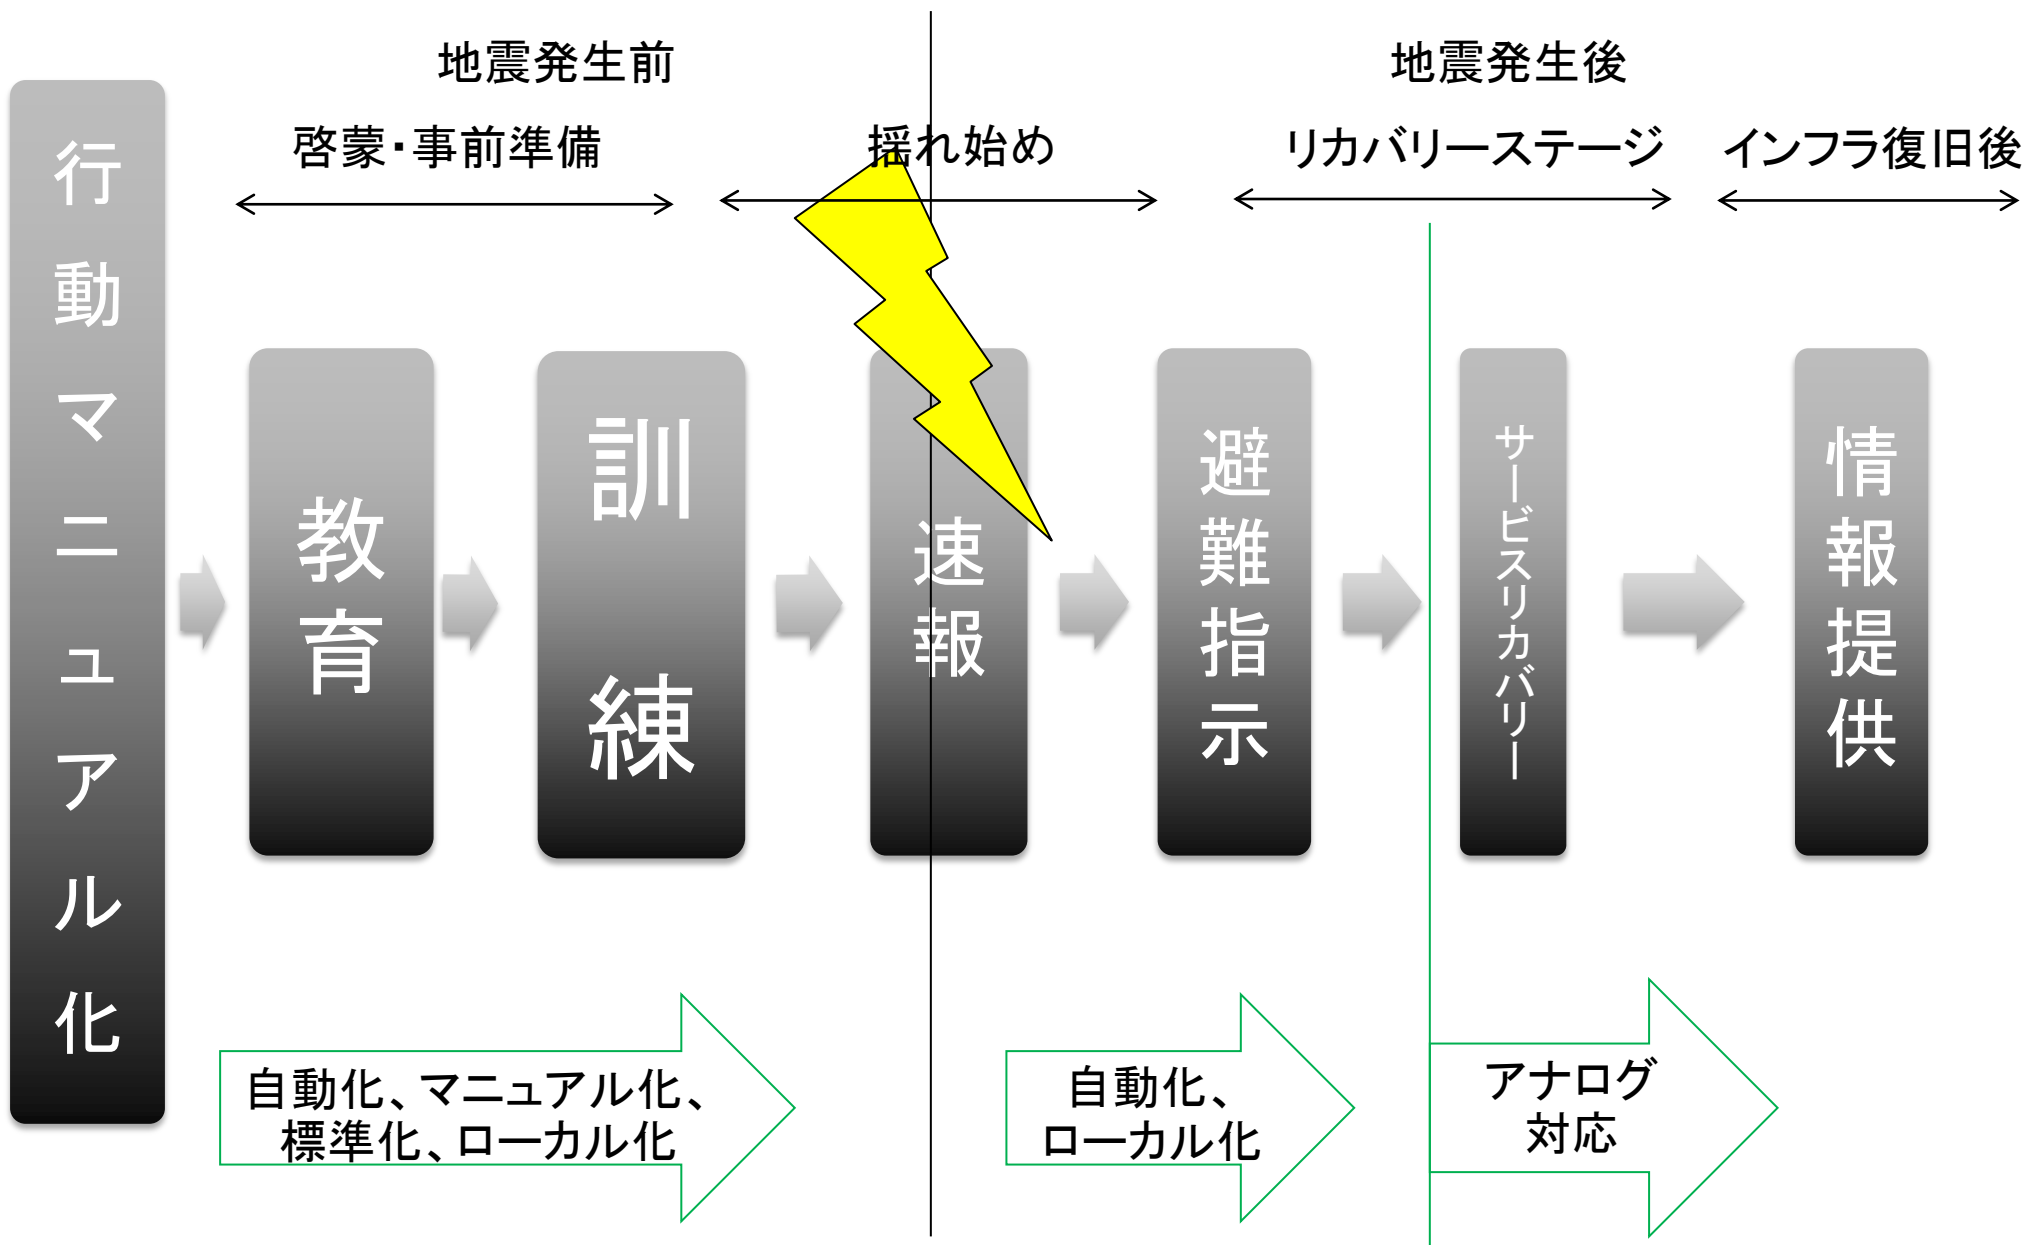 地震発生前
地震発生後
啓蒙・事前準備
揺れ始め
リカバリーステージ
インフラ復旧後
行動マニュアル化
教育
訓練
速報
避難指示
サービスリカバリー
情報提供
自動化、マニュアル化、
標準化、ローカル化
自動化、
ローカル化
アナログ
対応